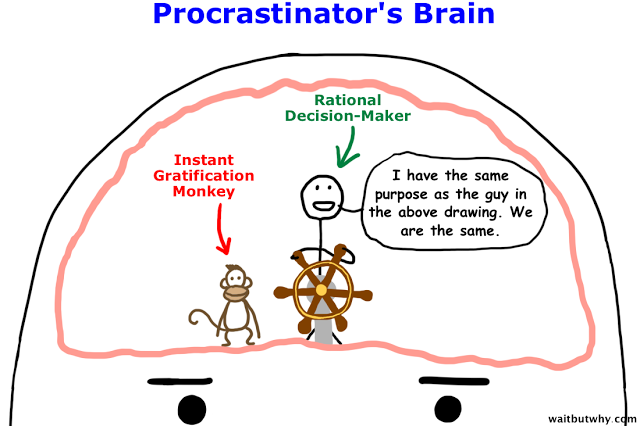 Procrastinator's Brain
Rational
Decision-Maker
Instant
Gratification
Monkey
I have the same
purpose as the guy in
the above drawing. We
are the same.
waitbutwhy.com